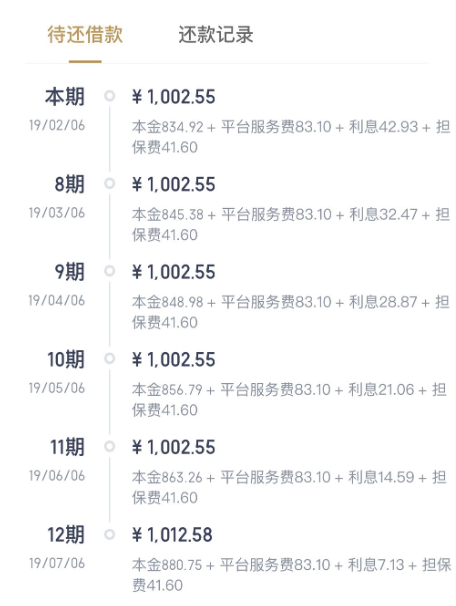 待还借款 还款记录
本期 ¥ 1,002.55
19/02/06 本金834.92 + 平台服务费83.10 + 利息42.93 + 担
保费41.60
8期 ¥ 1,002.55
19/03/06 本金845.38 + 平台服务费83.10 + 利息32.47 + 担
保费41.60
9期 ¥ 1,002.55
19/04/06 本金848.98 + 平台服务费83.10 + 利息28.87 + 担
保费41.60
10期 ¥ 1,002.55
19/05/06 本金856.79 + 平台服务费83.10 + 利息21.06 + 担
保费41.60
11期 ¥ 1,002.55
19/06/06 本金863.26 + 平台服务费83.10 + 利息14.59 + 担
保费41.60
12期 ¥ 1,012.58
19/07/06 本金880.75 + 平台服务费83.10 + 利息7.13 + 担保
费41.60